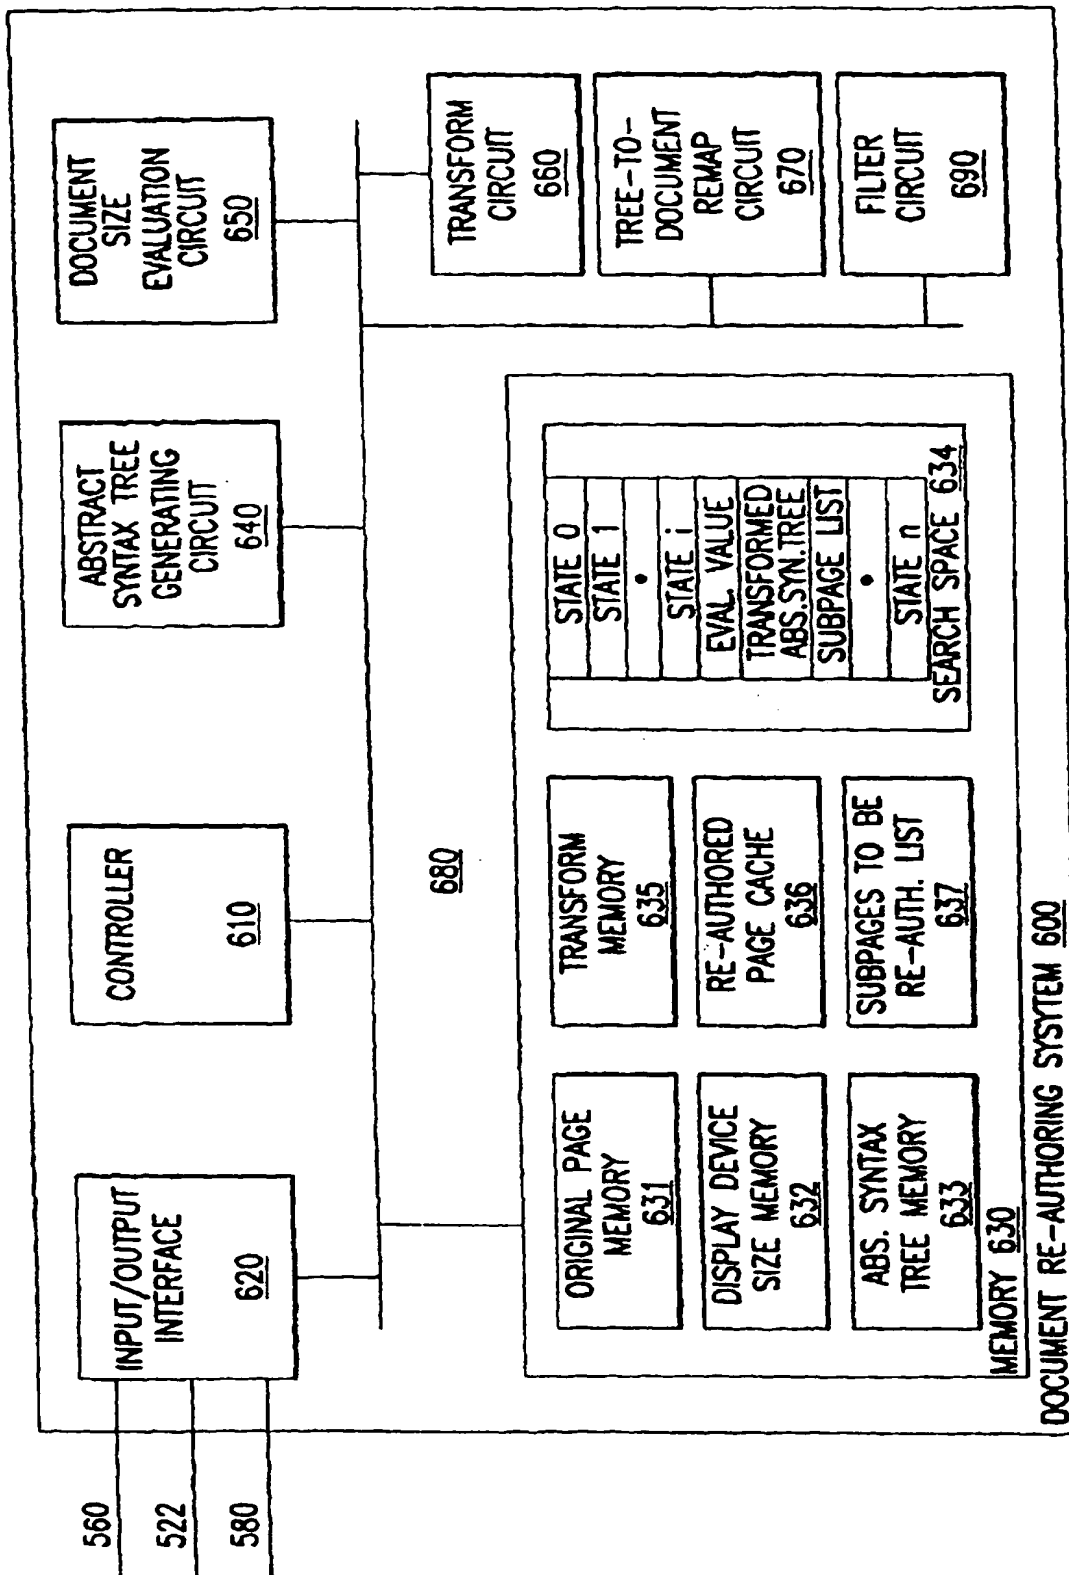 560
522
580
INPUT/OUTPUT
INTERFACE
620
CONTROLLER
610
ABSTRACT
SYNTAX TREE
GENERATING
CIRCUIT
640
DOCUMENT
SIZE
EVALUATION
CIRCUIT
650
680
TRANSFORM
CIRCUIT
660
TREE-TO-
DOCUMENT
REMAP
CIRCUIT
670
FILTER
CIRCUIT
690
ORIGINAL PAGE
MEMORY
631
DISPLAY DEVICE
SIZE MEMORY
632
ABS. SYNTAX
TREE MEMORY
633
TRANSFORM
MEMORY
635
RE-AUTHORED
PAGE CACHE
636
SUBPAGES TO BE
RE-AUTH. LIST
637
STATE 0
STATE 1
•
STATE i
EVAL. VALUE
TRANSFORMED
ABS.SYN.TREE
SUBPAGE LIST
•
STATE n
SEARCH SPACE 634
MEMORY 630
DOCUMENT RE-AUTHORING SYSYTEM 600